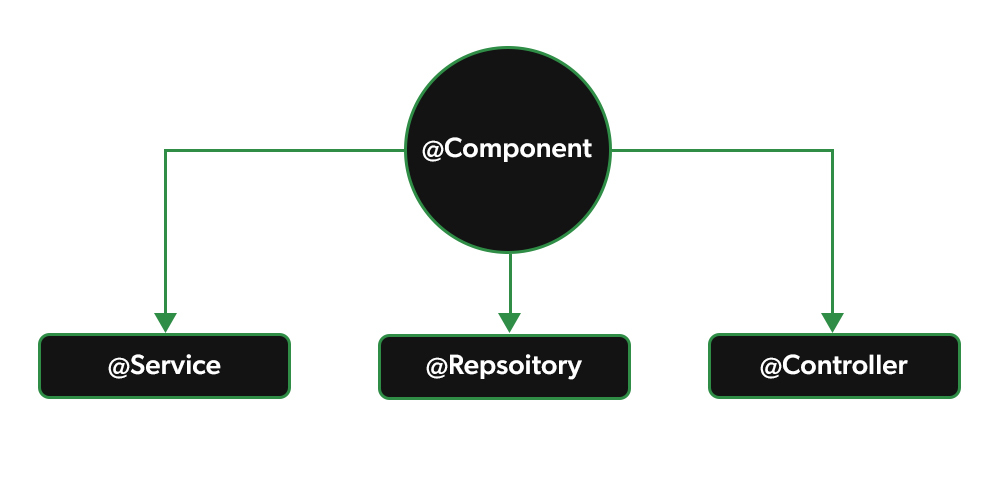 @Component
@Service
@Repsoitory
@Controller